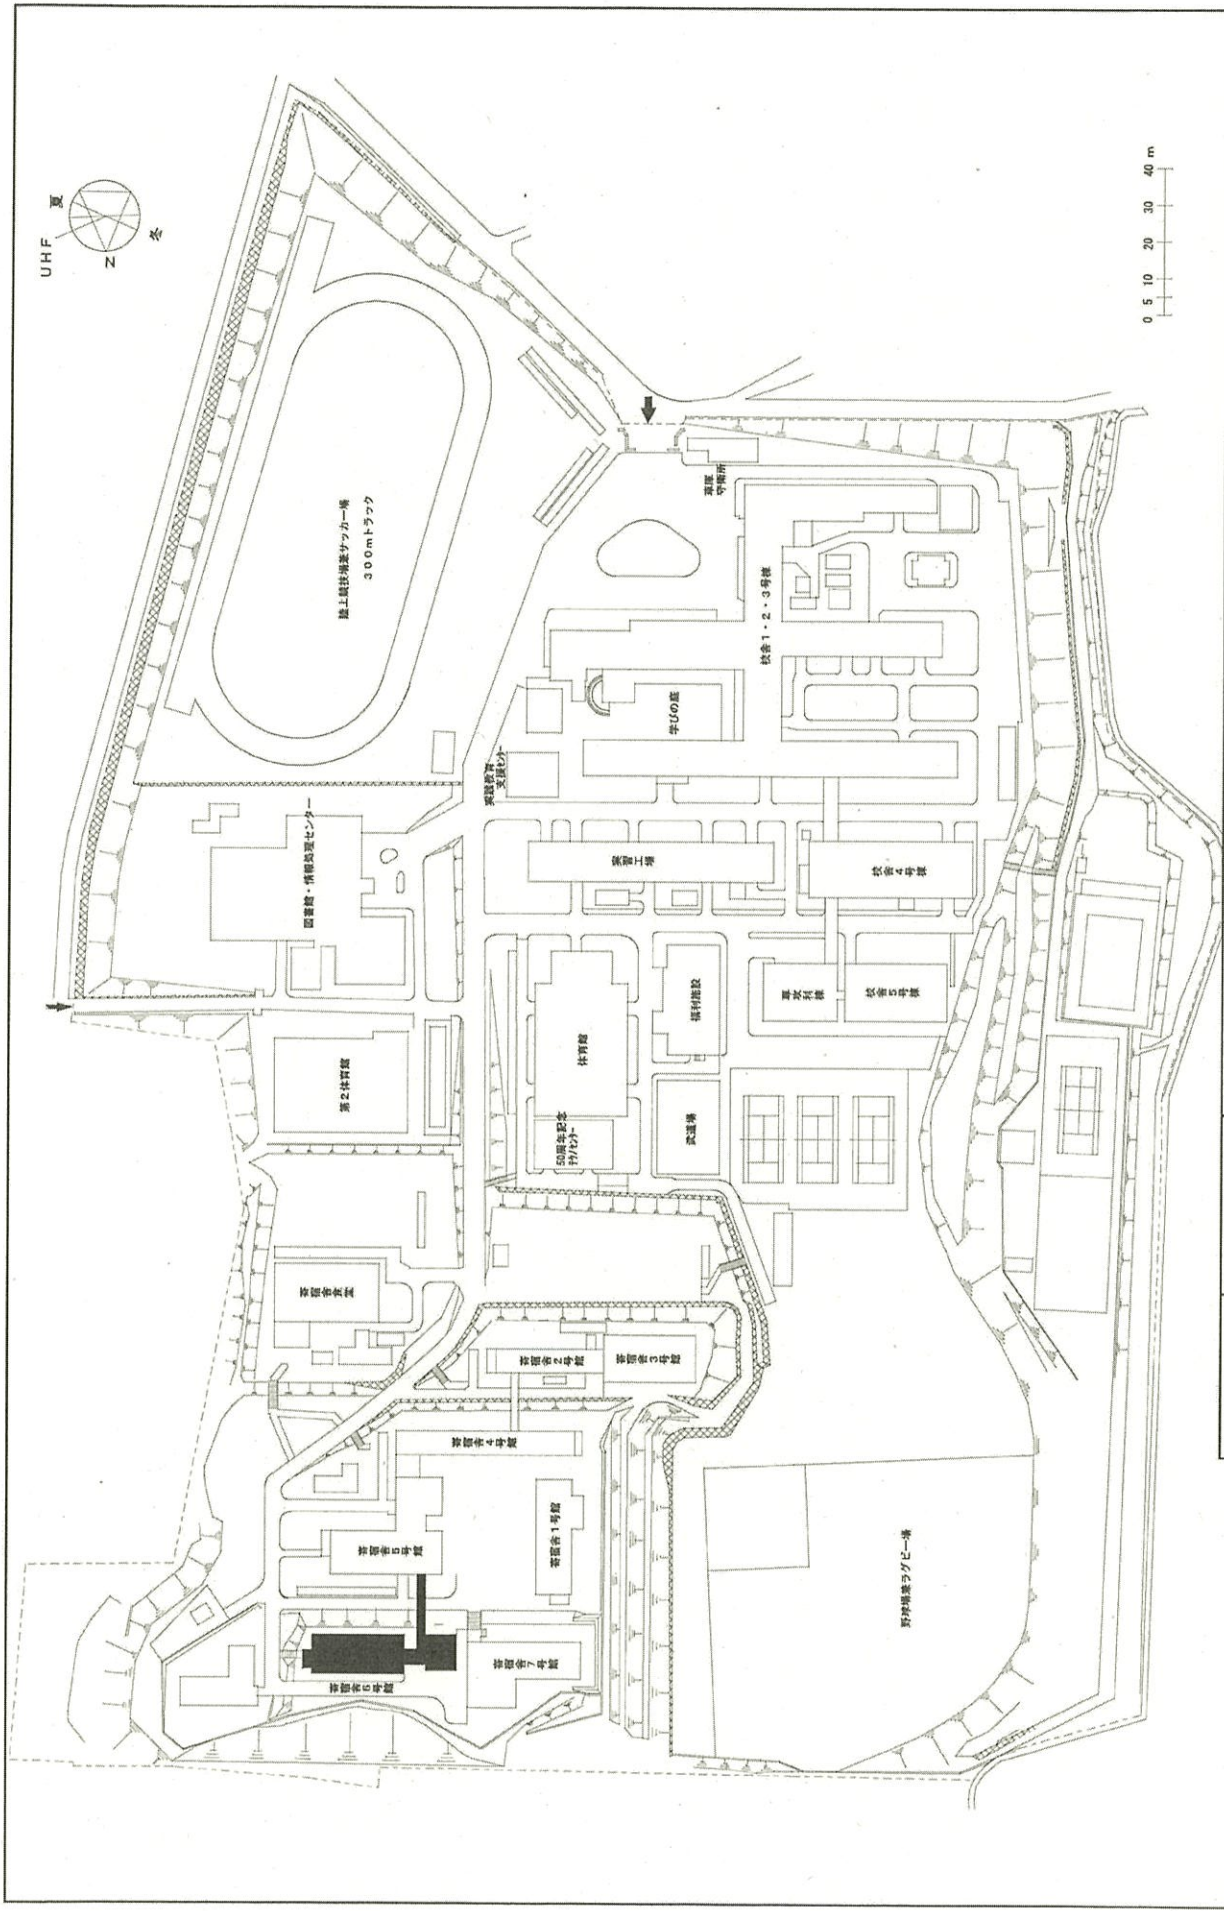 UHF
夏
冬
N
0 5 10 20 30 40 m
陸上競技場兼サッカー場
300mトラック
車庫
守衛所
校舎1・2・3号棟
学びの庭
実践教育
支援センター
図書館・情報処理センター
実習工場
校舎4号棟
専攻科棟
校舎5号棟
福利施設
体育館
50周年記念
テクノセンター
武道場
第2体育館
寄宿舎食堂
寄宿舎2号館
寄宿舎3号館
寄宿舎4号館
寄宿舎1号館
寄宿舎5号館
寄宿舎6号館
寄宿舎7号館
野球場兼ラグビー場